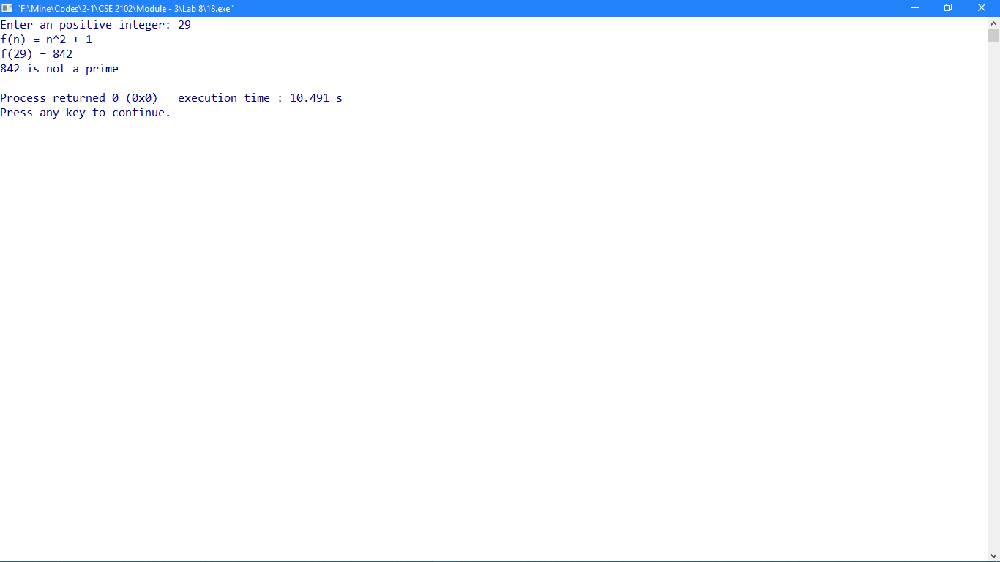 "F:\Mine\Codes\2-1\CSE 2102\Module - 3\Lab 8\18.exe"
Enter an positive integer: 29
f(n) = n^2 + 1
f(29) = 842
842 is not a prime
Process returned 0 (0x0)   execution time : 10.491 s
Press any key to continue.